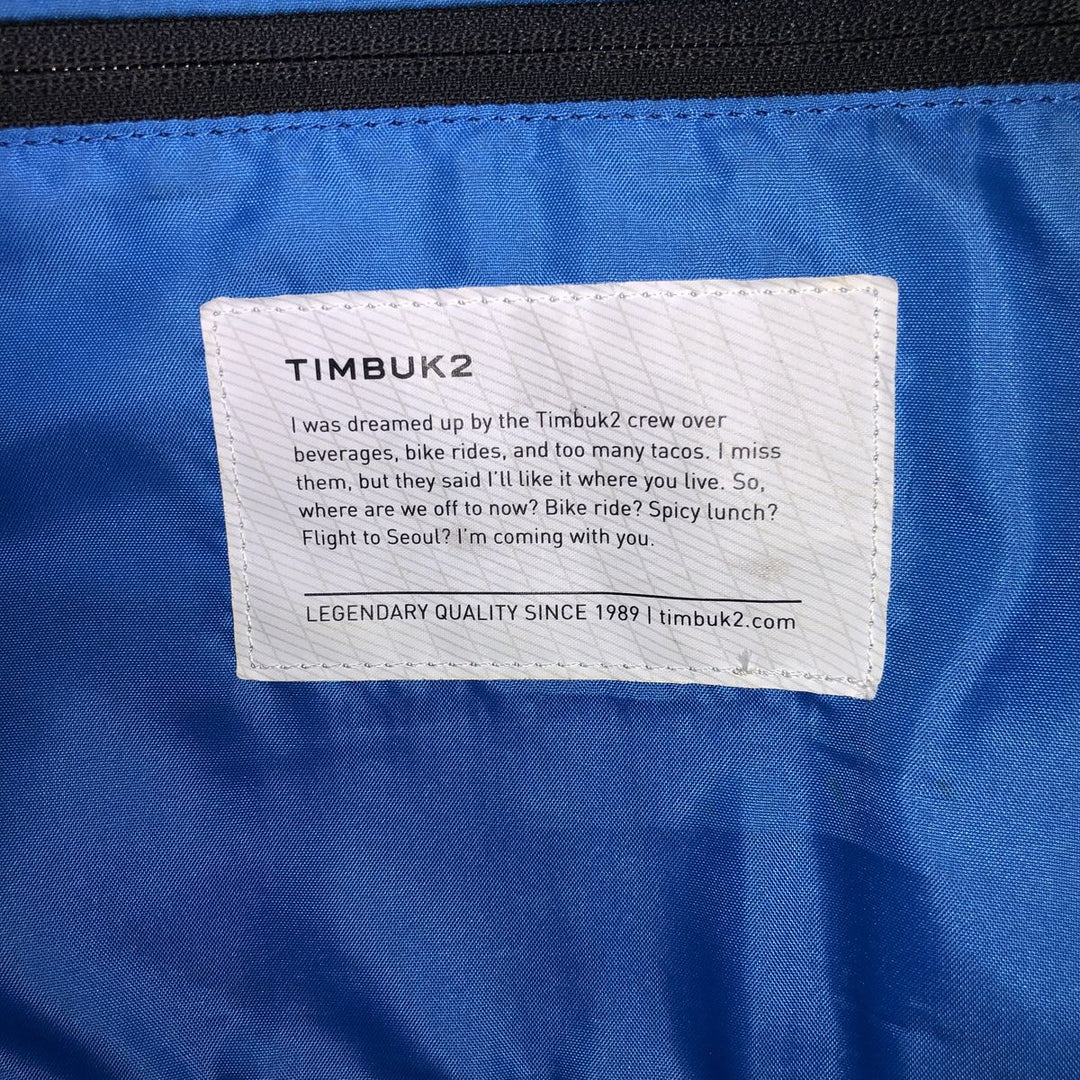 TIMBUK2
I was dreamed up by the Timbuk2 crew over
beverages, bike rides, and too many tacos. I miss
them, but they said I'll like it where you live. So,
where are we off to now? Bike ride? Spicy lunch?
Flight to Seoul? I'm coming with you.
LEGENDARY QUALITY SINCE 1989 | timbuk2.com